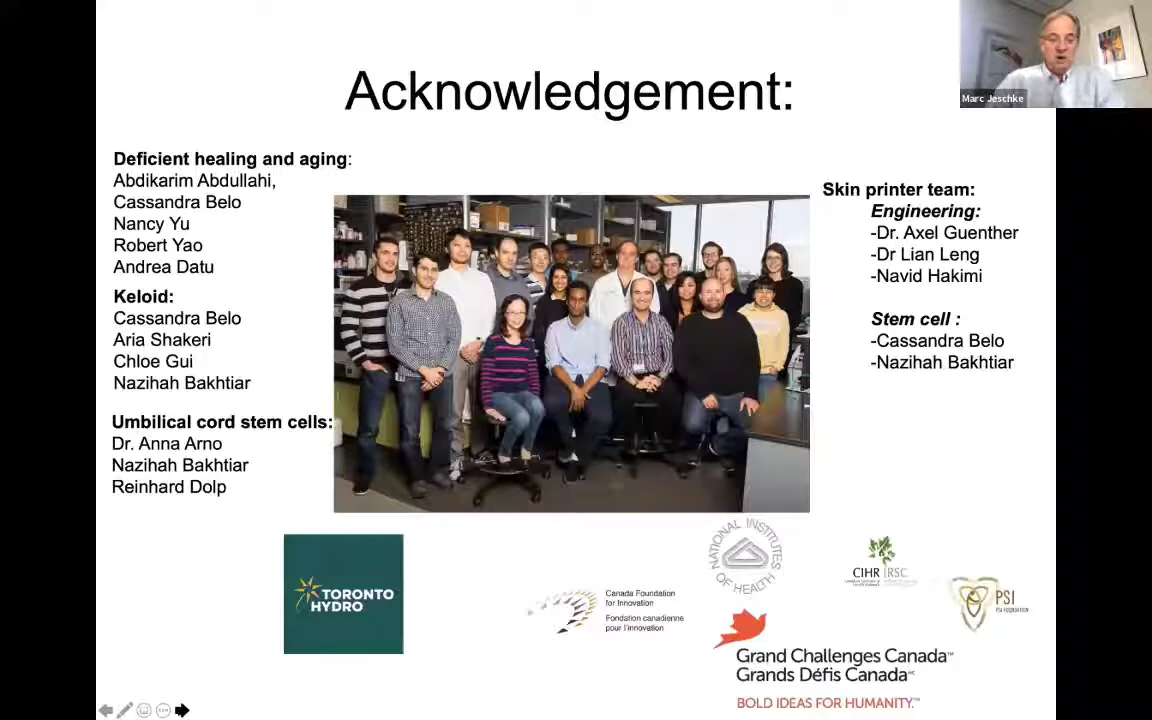 Marc Jeschke
Acknowledgement:
Deficient healing and aging:
Abdikarim Abdullahi,
Cassandra Belo
Nancy Yu
Robert Yao
Andrea Datu
Keloid:
Cassandra Belo
Aria Shakeri
Chloe Gui
Nazihah Bakhtiar
Umbilical cord stem cells:
Dr. Anna Arno
Nazihah Bakhtiar
Reinhard Dolp
Skin printer team:
Engineering:
-Dr. Axel Guenther
-Dr Lian Leng
-Navid Hakimi
Stem cell :
-Cassandra Belo
-Nazihah Bakhtiar
TORONTO
HYDRO
Canada Foundation
for Innovation
Fondation canadienne
pour l'innovation
NATIONAL INSTITUTES
OF HEALTH
CIHR IRSC
PSI
PSI FOUNDATION
Grand Challenges Canada™
Grands Défis Canada
BOLD IDEAS FOR HUMANITY.™